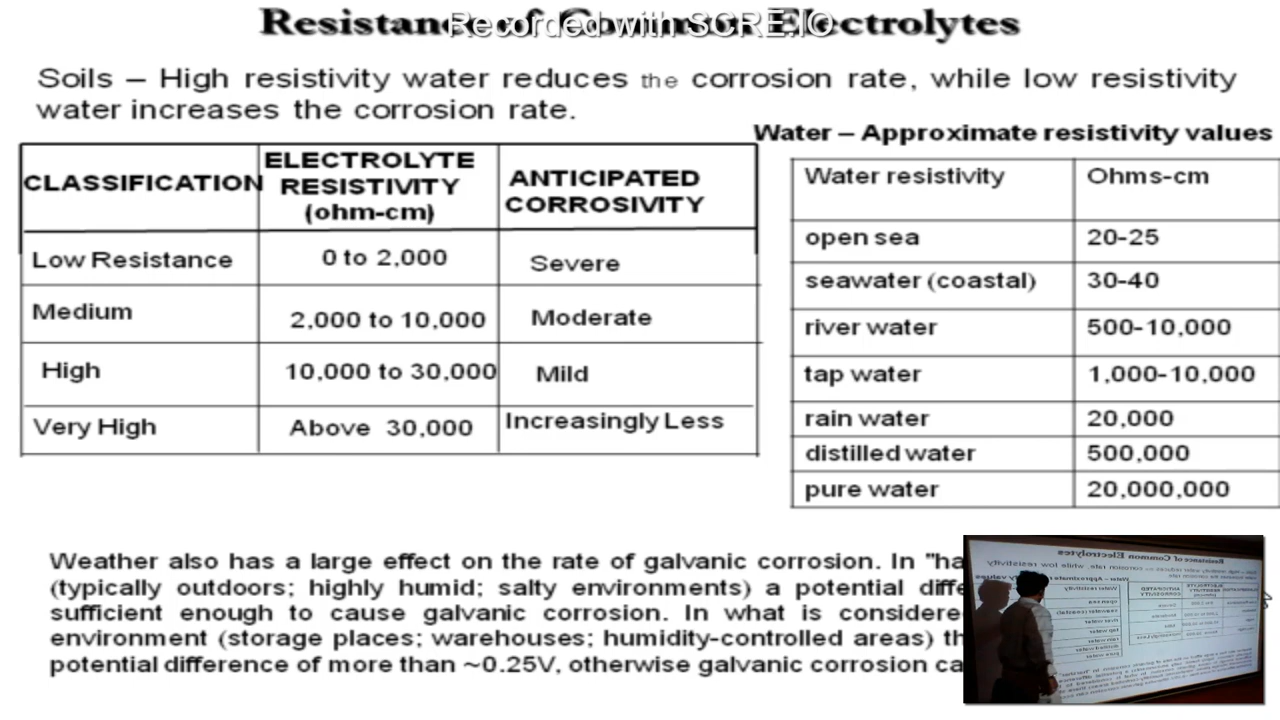 Resistance of Common Electrolytes
Recorded with SCRE.IO
Soils – High resistivity water reduces the corrosion rate, while low resistivity
water increases the corrosion rate.
Water – Approximate resistivity values
CLASSIFICATION ELECTROLYTE RESISTIVITY (ohm-cm) ANTICIPATED CORROSIVITY
Low Resistance 0 to 2,000 Severe
Medium 2,000 to 10,000 Moderate
High 10,000 to 30,000 Mild
Very High Above 30,000 Increasingly Less
Water resistivity Ohms-cm
open sea 20-25
seawater (coastal) 30-40
river water 500-10,000
tap water 1,000-10,000
rain water 20,000
distilled water 500,000
pure water 20,000,000
Weather also has a large effect on the rate of galvanic corrosion. In "ha
(typically outdoors; highly humid; salty environments) a potential diffe
sufficient enough to cause galvanic corrosion. In what is considere
environment (storage places; warehouses; humidity-controlled areas) th
potential difference of more than ~0.25V, otherwise galvanic corrosion ca